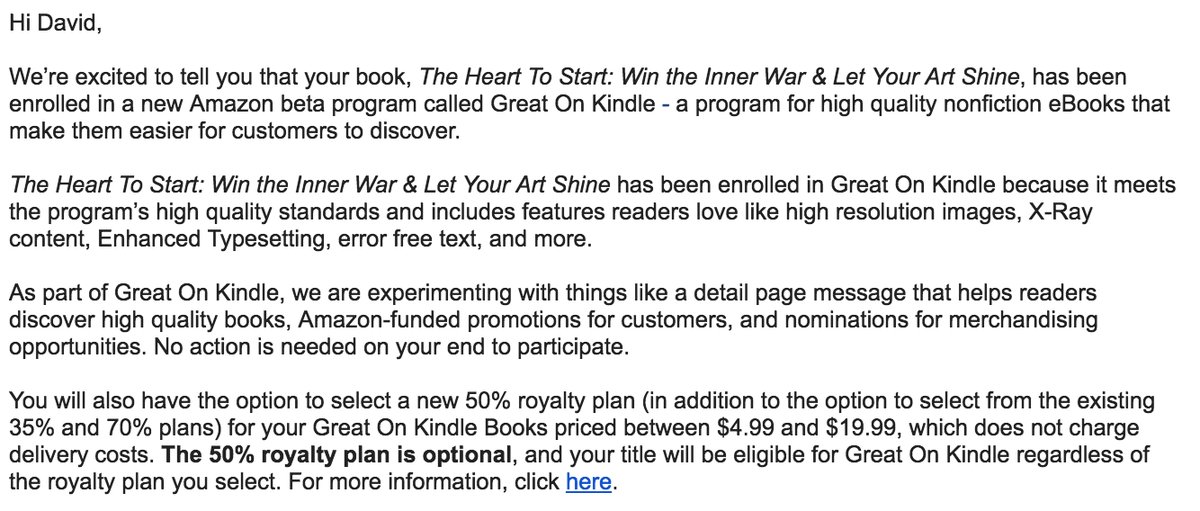 Hi David,
We’re excited to tell you that your book, The Heart To Start: Win the Inner War & Let Your Art Shine, has been
enrolled in a new Amazon beta program called Great On Kindle - a program for high quality nonfiction eBooks that
make them easier for customers to discover.
The Heart To Start: Win the Inner War & Let Your Art Shine has been enrolled in Great On Kindle because it meets
the program’s high quality standards and includes features readers love like high resolution images, X-Ray
content, Enhanced Typesetting, error free text, and more.
As part of Great On Kindle, we are experimenting with things like a detail page message that helps readers
discover high quality books, Amazon-funded promotions for customers, and nominations for merchandising
opportunities. No action is needed on your end to participate.
You will also have the option to select a new 50% royalty plan (in addition to the option to select from the existing
35% and 70% plans) for your Great On Kindle Books priced between $4.99 and $19.99, which does not charge
delivery costs. The 50% royalty plan is optional, and your title will be eligible for Great On Kindle regardless of
the royalty plan you select. For more information, click here.